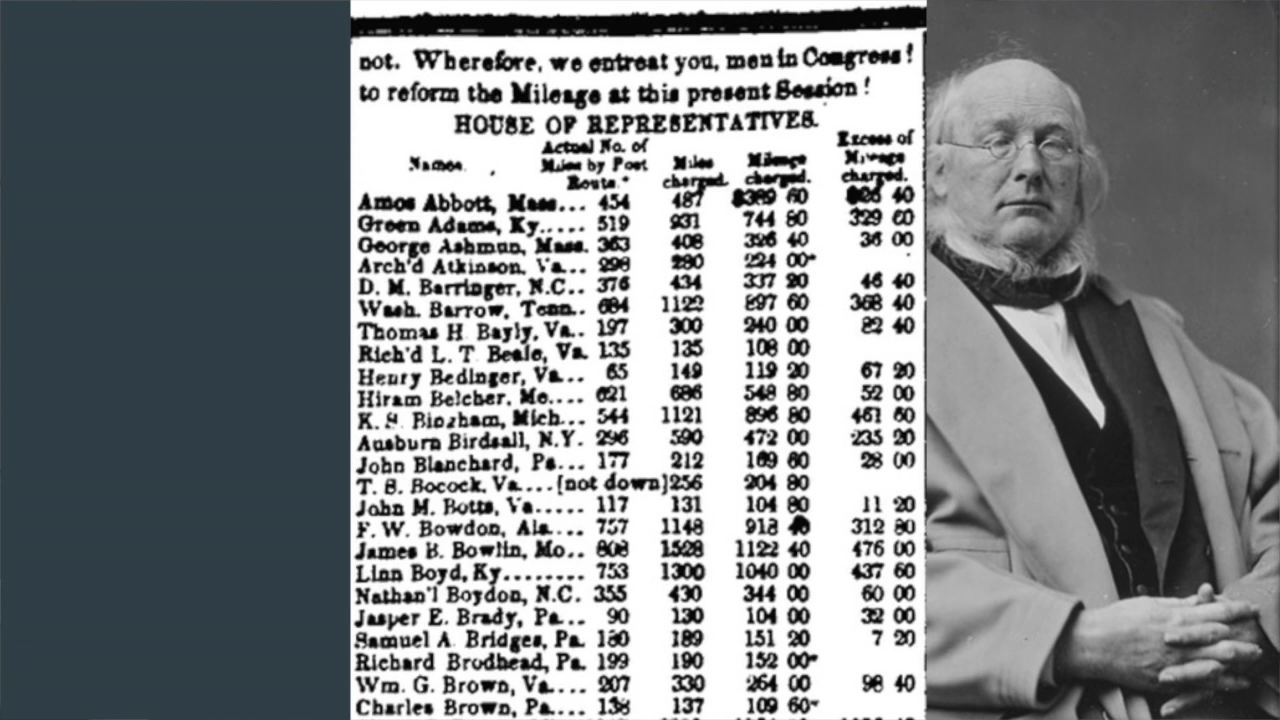 not. Wherefore, we entreat you, men in Congress!
to reform the Mileage at this present Session!
HOUSE OF REPRESENTATIVES.
Names. Actual No. of Miles by Post Route.* Miles charged. Mileage charged. Excess of Mileage charged.
Amos Abbott, Mass... 454 487 $389 60 $26 40
Green Adams, Ky..... 519 931 744 80 329 60
George Ashmun, Mass. 363 408 326 40 36 00
Arch'd Atkinson, Va... 298 280 224 00*
D. M. Barringer, N.C.. 376 434 337 20 46 40
Wash. Barrow, Tenn.. 684 1122 897 60 368 40
Thomas H. Bayly, Va.. 197 300 240 00 82 40
Rich'd L. T. Beale, Va. 135 135 108 00
Henry Bedinger, Va... 65 149 119 20 67 20
Hiram Belcher, Me.... 621 686 548 80 52 00
K. S. Bingham, Mich... 544 1121 896 80 461 60
Ausburn Birdsall, N.Y. 296 590 472 00 235 20
John Blanchard, Pa... 177 212 169 60 28 00
T. S. Bocock, Va....[not down]256 204 80
John M. Botts, Va..... 117 131 104 80 11 20
F. W. Bowdon, Ala.... 757 1148 918 40 312 80
James B. Bowlin, Mo.. 808 1528 1122 40 476 00
Linn Boyd, Ky........ 753 1300 1040 00 437 60
Nathan'l Boydon, N.C. 355 430 344 00 60 00
Jasper E. Brady, Pa... 90 130 104 00 32 00
Samuel A. Bridges, Pa. 180 189 151 20 7 20
Richard Brodhead, Pa. 199 190 152 00*
Wm. G. Brown, Va.... 207 330 264 00 98 40
Charles Brown, Pa.... 138 137 109 60*